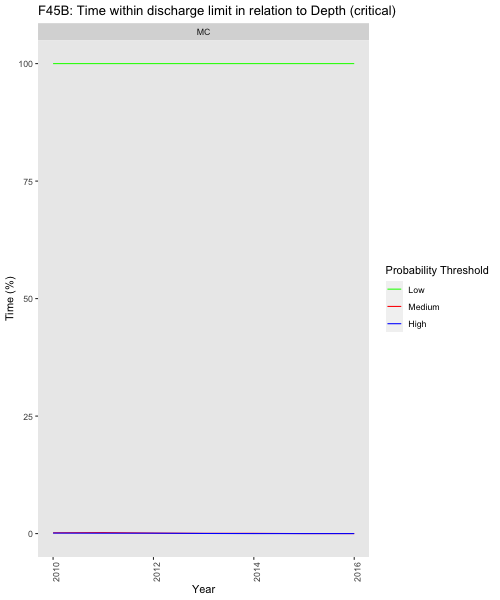 F45B: Time within discharge limit in relation to Depth (critical)
MC
100
75
50
25
0
Time (%)
2010
2012
2014
2016
Year
Probability Threshold
Low
Medium
High